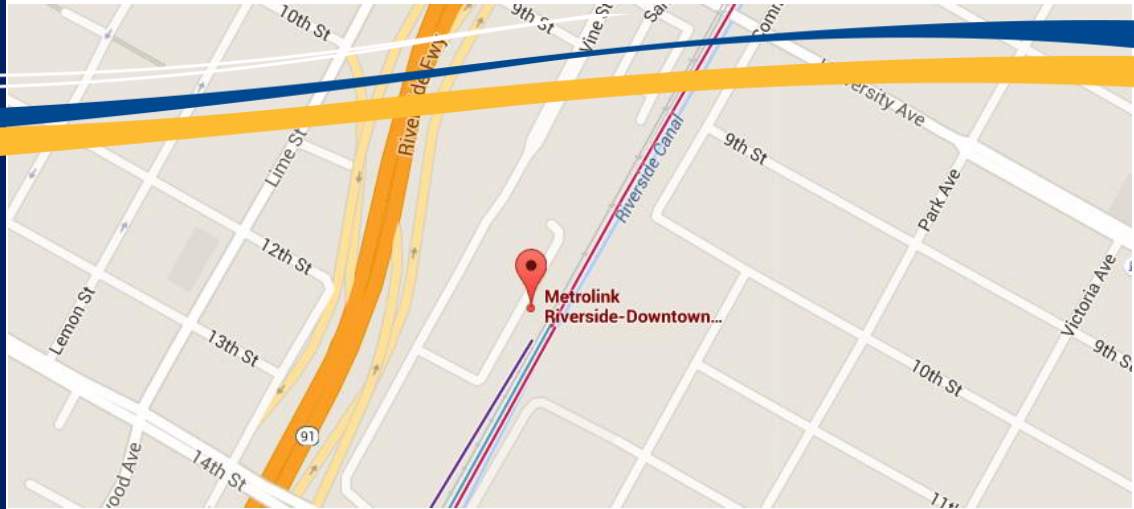 10th St
9th St
Vine St
Riverside Fwy
University Ave
Lime St
Riverside Canal
9th St
Park Ave
12th St
Victoria Ave
Metrolink
Riverside-Downtown...
Lemon St
13th St
9th St
10th St
91
14th St